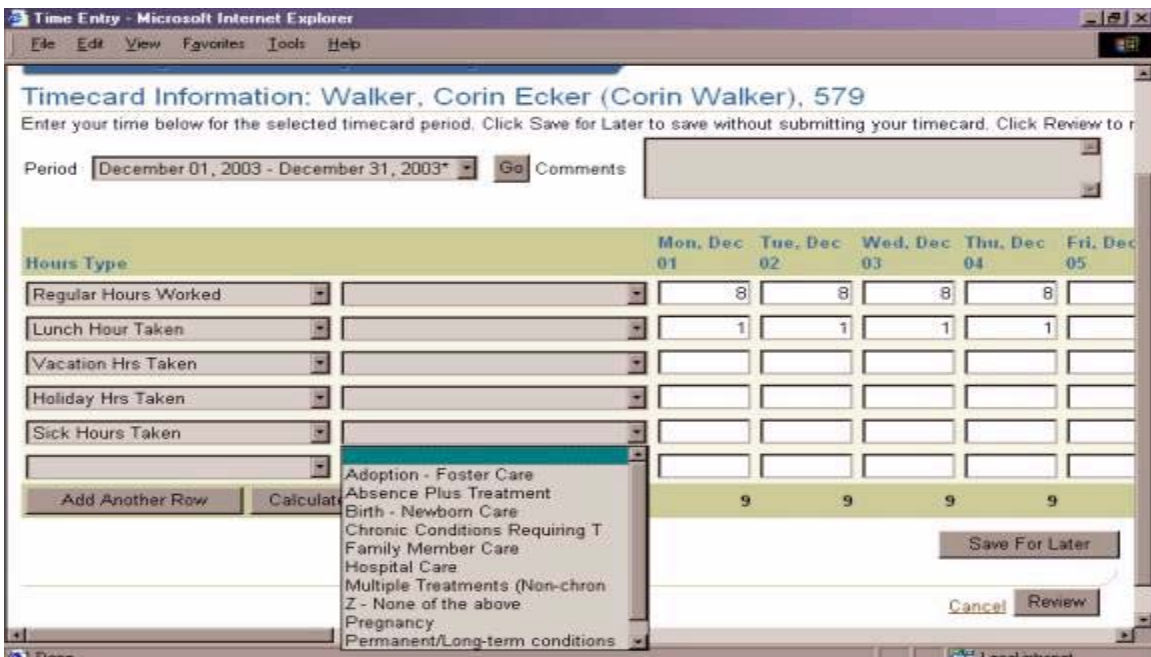 Time Entry - Microsoft Internet Explorer
File Edit View Favorites Tools Help
Timecard Information: Walker, Corin Ecker (Corin Walker), 579
Enter your time below for the selected timecard period. Click Save for Later to save without submitting your timecard. Click Review to r
Period December 01, 2003 - December 31, 2003* Go Comments
Hours Type Mon, Dec 01 Tue, Dec 02 Wed, Dec 03 Thu, Dec 04 Fri, Dec 05
Regular Hours Worked 8 8 8 8
Lunch Hour Taken 1 1 1 1
Vacation Hrs Taken
Holiday Hrs Taken
Sick Hours Taken
Adoption - Foster Care
Absence Plus Treatment
Birth - Newborn Care
Chronic Conditions Requiring T
Family Member Care
Hospital Care
Multiple Treatments (Non-chron
Z - None of the above
Pregnancy
Permanent/Long-term conditions
Add Another Row Calculat 9 9 9 9
Save For Later
Cancel Review